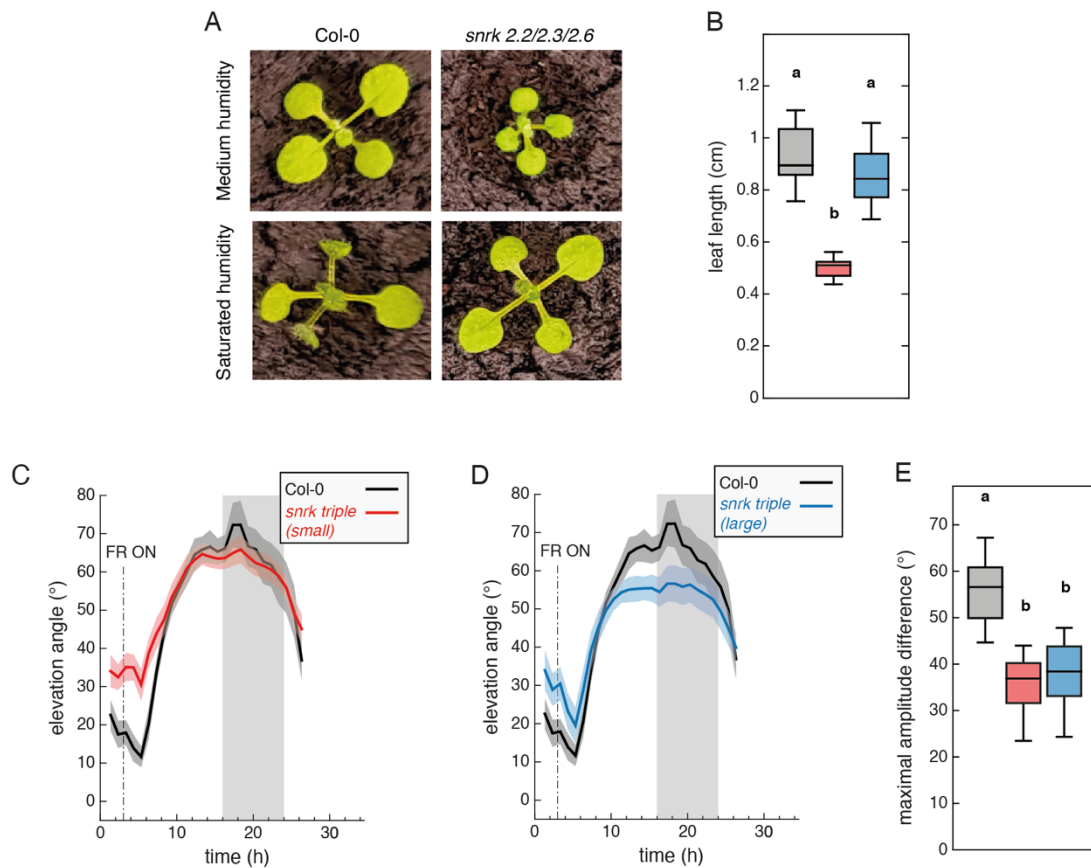 A
Col-0
snrk 2.2/2.3/2.6
Medium humidity
Saturated humidity
B
leaf length (cm)
1.2
1
0.8
0.6
0.4
0.2
0
a
b
a
C
Col-0
snrk triple
(small)
FR ON
elevation angle (°)
80
70
60
50
40
30
20
10
0
0
10
20
30
time (h)
D
Col-0
snrk triple
(large)
FR ON
elevation angle (°)
80
70
60
50
40
30
20
10
0
0
10
20
30
time (h)
E
maximal amplitude difference (°)
70
60
50
40
30
20
10
0
a
b
b